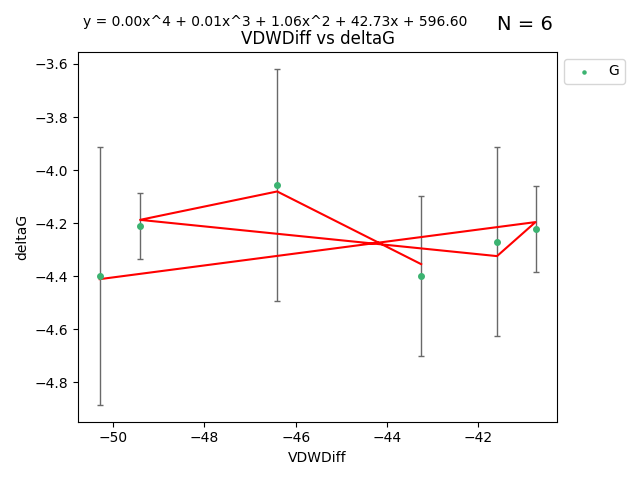 y = 0.00x^4 + 0.01x^3 + 1.06x^2 + 42.73x + 596.60
N = 6
VDWDiff vs deltaG
G
−3.6
−3.8
−4.0
−4.2
−4.4
−4.6
−4.8
deltaG
−50
−48
−46
−44
−42
VDWDiff